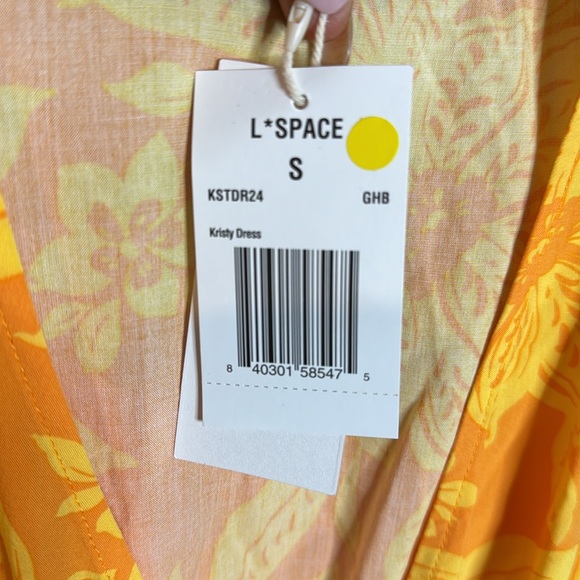 L*SPACE
S
KSTDR24 GHB
Kristy Dress
8 40301 58547 5